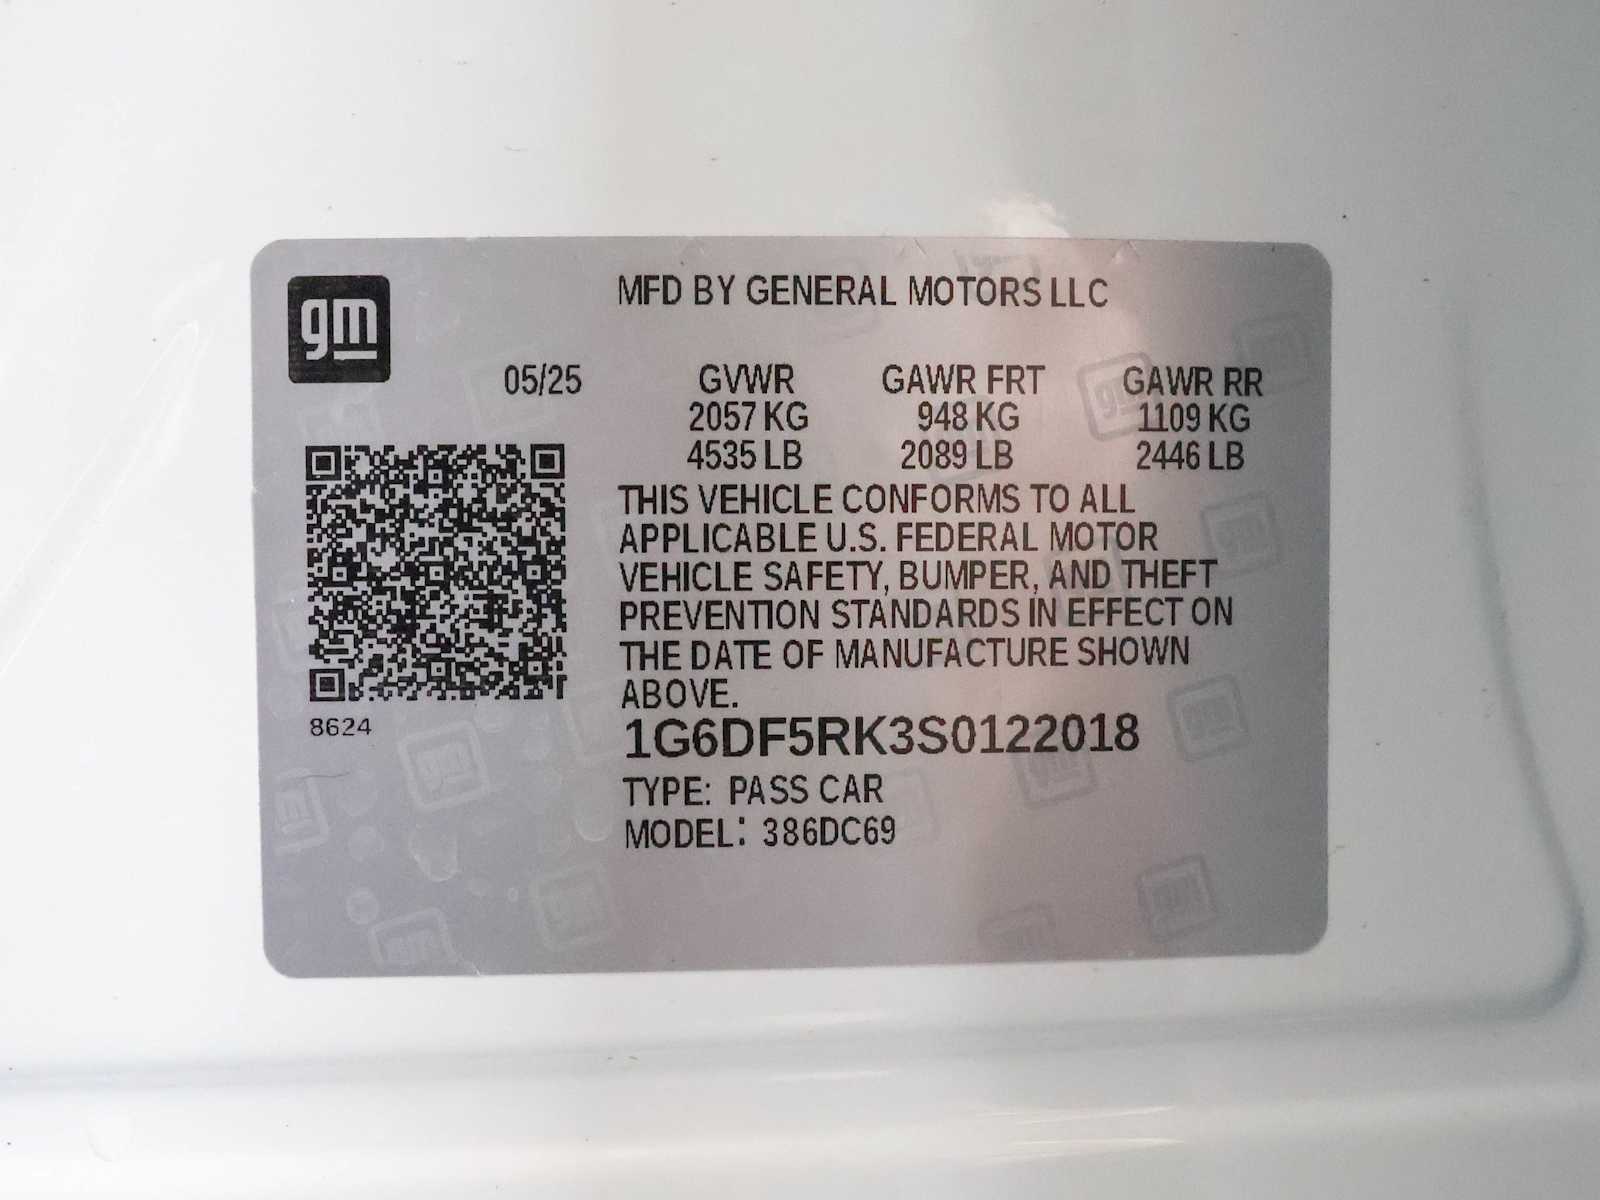 gm
MFD BY GENERAL MOTORS LLC
05/25 GVWR GAWR FRT GAWR RR
2057 KG 948 KG 1109 KG
4535 LB 2089 LB 2446 LB
THIS VEHICLE CONFORMS TO ALL
APPLICABLE U.S. FEDERAL MOTOR
VEHICLE SAFETY, BUMPER, AND THEFT
PREVENTION STANDARDS IN EFFECT ON
THE DATE OF MANUFACTURE SHOWN
ABOVE.
8624
1G6DF5RK3S0122018
TYPE: PASS CAR
MODEL: 386DC69